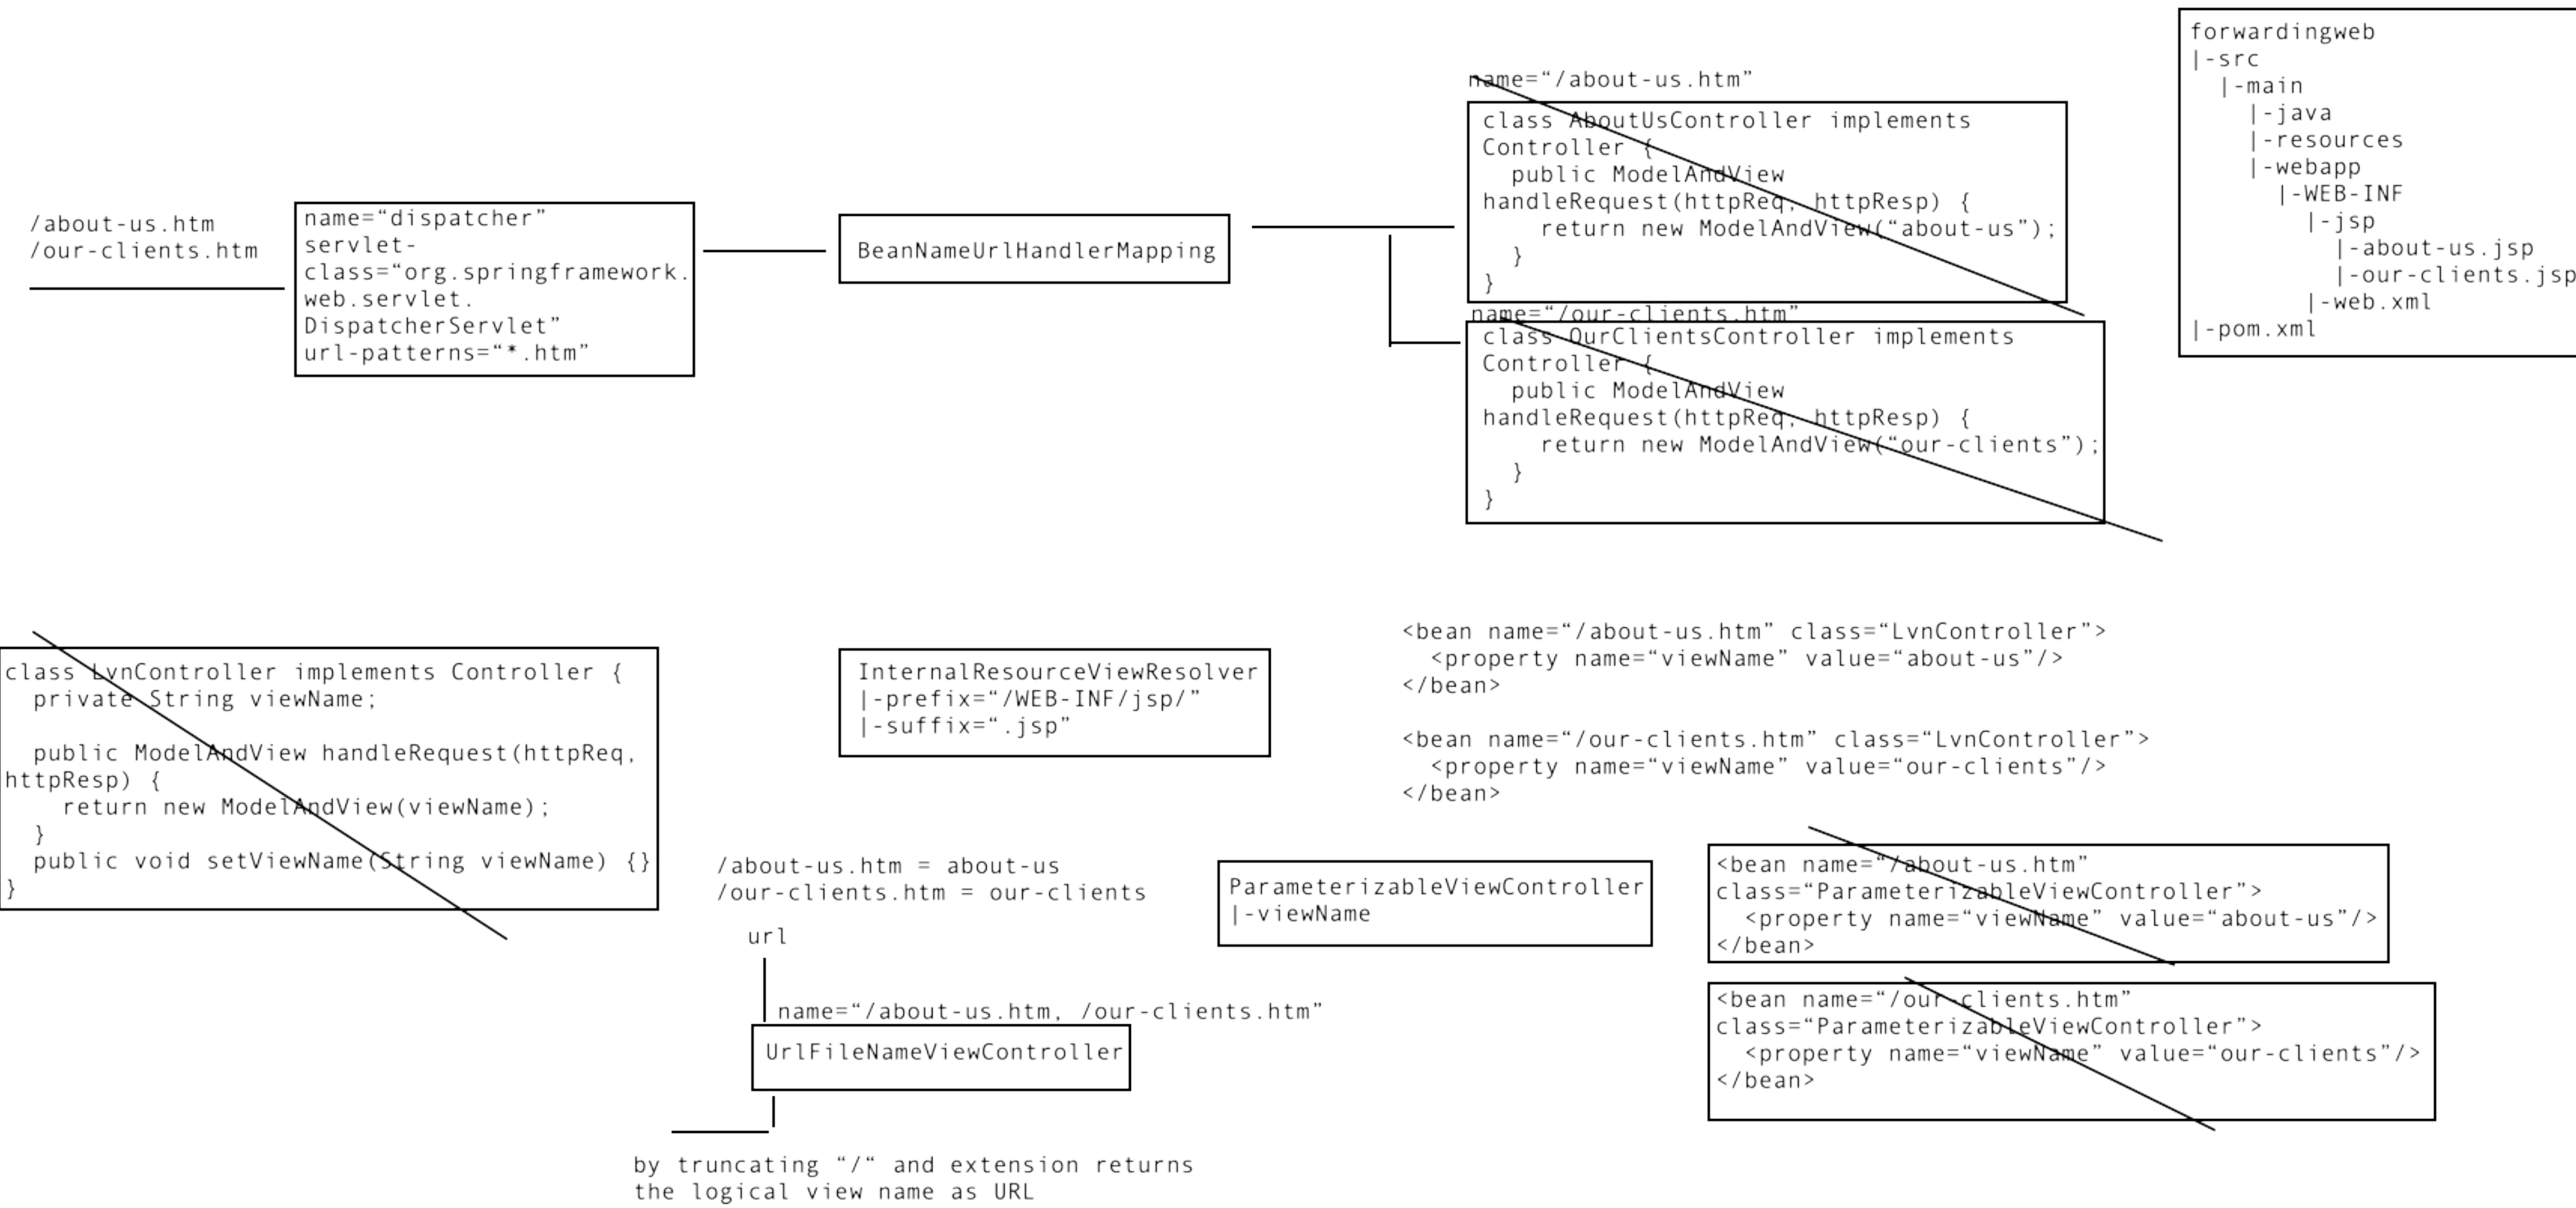 /about-us.htm
/our-clients.htm
name=“dispatcher”
servlet-
class=“org.springframework.
web.servlet.
DispatcherServlet”
url-patterns=“*.htm”
BeanNameUrlHandlerMapping
name=“/about-us.htm”
class AboutUsController implements
Controller {
  public ModelAndView
handleRequest(httpReq, httpResp) {
    return new ModelAndView(“about-us”);
  }
}
name=“/our-clients.htm”
class OurClientsController implements
Controller {
  public ModelAndView
handleRequest(httpReq, httpResp) {
    return new ModelAndView(“our-clients”);
  }
}
forwardingweb
|-src
  |-main
    |-java
    |-resources
    |-webapp
      |-WEB-INF
        |-jsp
          |-about-us.jsp
          |-our-clients.jsp
        |-web.xml
|-pom.xml
class LvnController implements Controller {
  private String viewName;
  public ModelAndView handleRequest(httpReq,
httpResp) {
    return new ModelAndView(viewName);
  }
  public void setViewName(String viewName) {}
}
InternalResourceViewResolver
|-prefix=“/WEB-INF/jsp/”
|-suffix=“.jsp”
<bean name=“/about-us.htm” class=“LvnController”>
  <property name=“viewName” value=“about-us”/>
</bean>
<bean name=“/our-clients.htm” class=“LvnController”>
  <property name=“viewName” value=“our-clients”/>
</bean>
/about-us.htm = about-us
/our-clients.htm = our-clients
url
name=“/about-us.htm, /our-clients.htm”
UrlFileNameViewController
by truncating “/“ and extension returns
the logical view name as URL
ParameterizableViewController
|-viewName
<bean name=“/about-us.htm”
class=“ParameterizableViewController”>
  <property name=“viewName” value=“about-us”/>
</bean>
<bean name=“/our-clients.htm”
class=“ParameterizableViewController”>
  <property name=“viewName” value=“our-clients”/>
</bean>